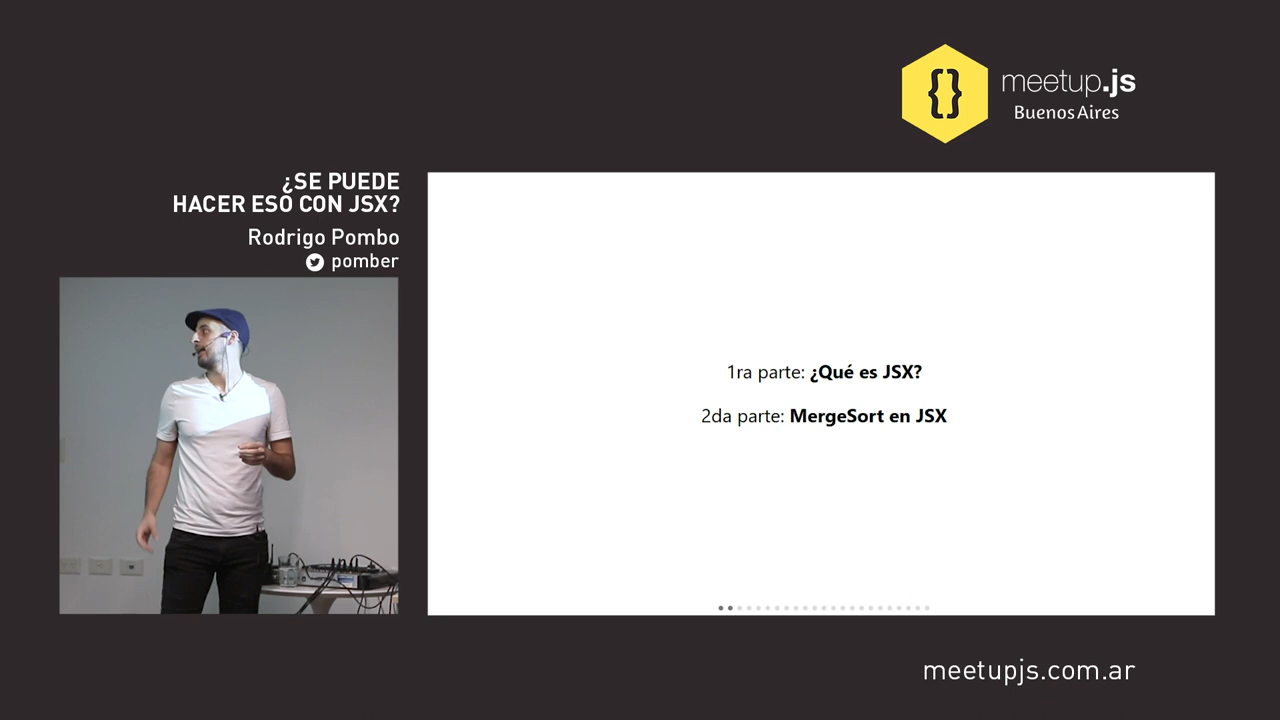 {}
meetup.js
Buenos Aires
¿SE PUEDE
HACER ESO CON JSX?
Rodrigo Pombo
pomber
1ra parte: ¿Qué es JSX?
2da parte: MergeSort en JSX
meetupjs.com.ar